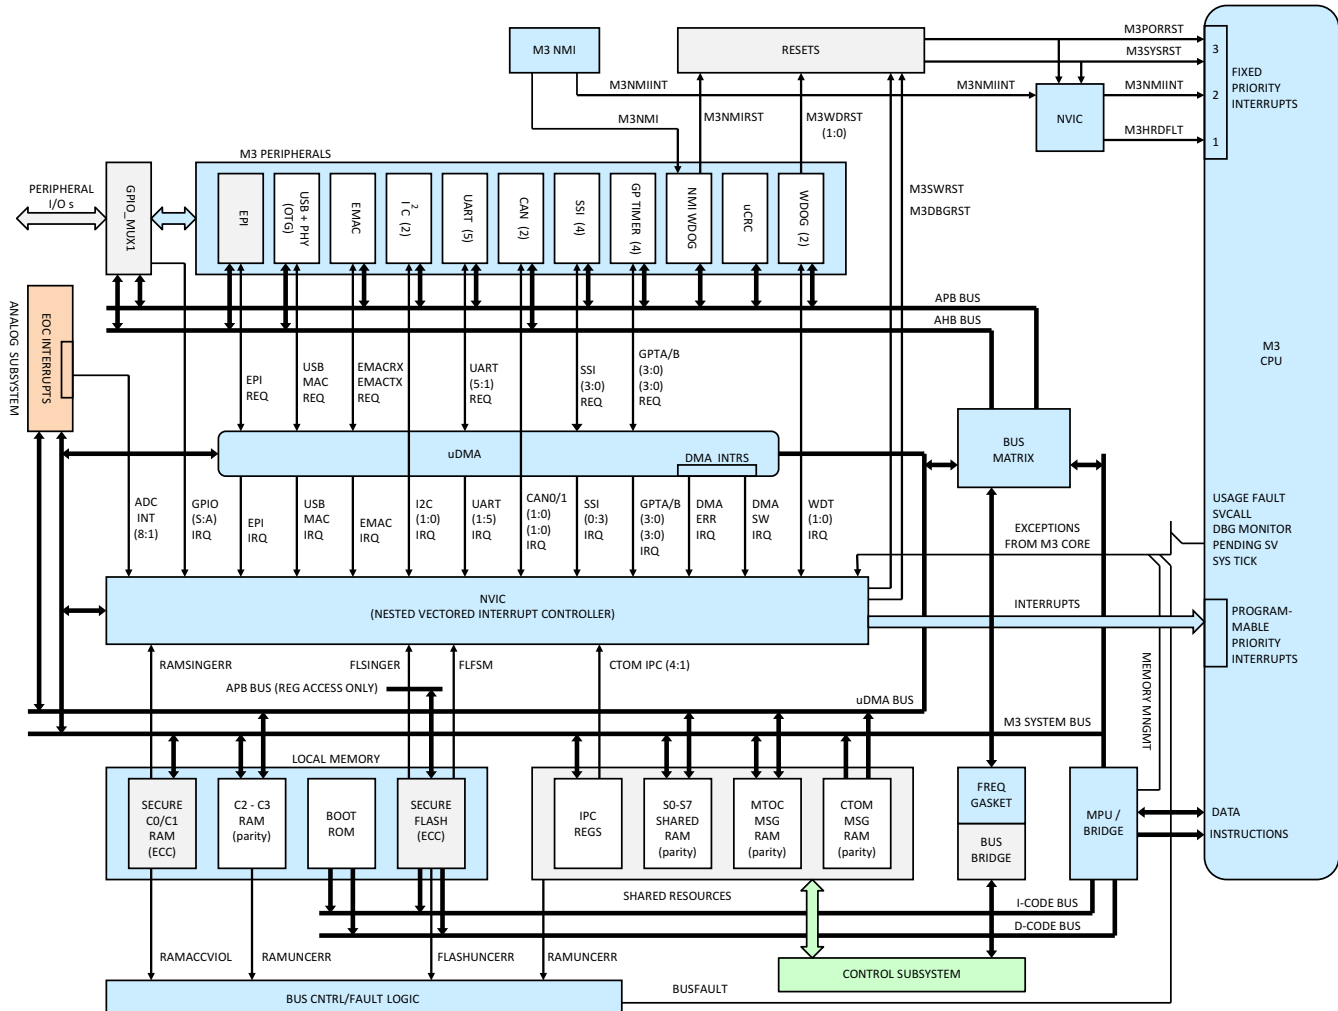 M3 NMI
RESETS
M3PORRST
M3SYSRST
3
FIXED
PRIORITY
INTERRUPTS
2
1
M3NMIINT
M3NMIINT
M3NMIINT
NVIC
M3HRDFLT
M3NMI
M3NMIRST
M3WDRST
(1:0)
M3 PERIPHERALS
PERIPHERAL
I/O s
GPIO_MUX1
EPI
USB + PHY
(OTG)
EMAC
I2C (2)
UART (5)
CAN (2)
SSI (4)
GP TIMER (4)
NMI WDOG
uCRC
WDOG (2)
M3SWRST
M3DBGRST
APB BUS
AHB BUS
ANALOG SUBSYSTEM
EOC INTERRUPTS
M3
CPU
EPI
REQ
USB
MAC
REQ
EMACRX
EMACTX
REQ
UART
(5:1)
REQ
SSI
(3:0)
REQ
GPTA/B
(3:0)
(3:0)
REQ
uDMA
DMA INTRS
BUS
MATRIX
ADC
INT
(8:1)
GPIO
(S:A)
IRQ
EPI
IRQ
USB
MAC
IRQ
EMAC
IRQ
I2C
(1:0)
IRQ
UART
(1:5)
IRQ
CAN0/1
(1:0)
(1:0)
IRQ
SSI
(0:3)
IRQ
GPTA/B
(3:0)
(3:0)
IRQ
DMA
ERR
IRQ
DMA
SW
IRQ
WDT
(1:0)
IRQ
EXCEPTIONS
FROM M3 CORE
USAGE FAULT
SVCALL
DBG MONITOR
PENDING SV
SYS TICK
NVIC
(NESTED VECTORED INTERRUPT CONTROLLER)
INTERRUPTS
PROGRAM-
MABLE
PRIORITY
INTERRUPTS
RAMSINGERR
FLSINGER
FLFSM
CTOM IPC (4:1)
MEMORY MNGMT
APB BUS (REG ACCESS ONLY)
uDMA BUS
M3 SYSTEM BUS
LOCAL MEMORY
SECURE
C0/C1
RAM
(ECC)
C2 - C3
RAM
(parity)
BOOT
ROM
SECURE
FLASH
(ECC)
IPC
REGS
S0-S7
SHARED
RAM
(parity)
MTOC
MSG
RAM
(parity)
CTOM
MSG
RAM
(parity)
FREQ
GASKET
BUS
BRIDGE
MPU /
BRIDGE
DATA
INSTRUCTIONS
SHARED RESOURCES
I-CODE BUS
D-CODE BUS
RAMACCVIOL
RAMUNCERR
FLASHUNCERR
RAMUNCERR
CONTROL SUBSYSTEM
BUS CNTRL/FAULT LOGIC
BUSFAULT